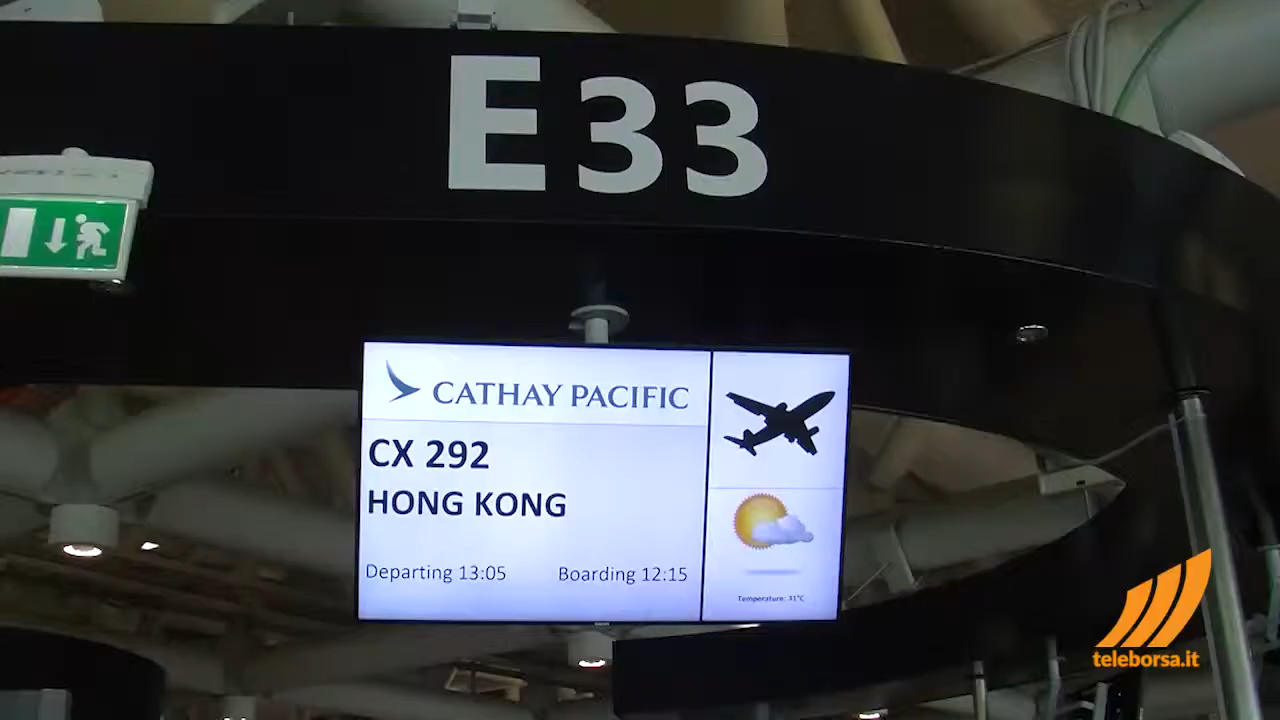 E33
CATHAY PACIFIC
CX 292
HONG KONG
Departing 13:05 Boarding 12:15
Temperature: 31°C
teleborsa.it